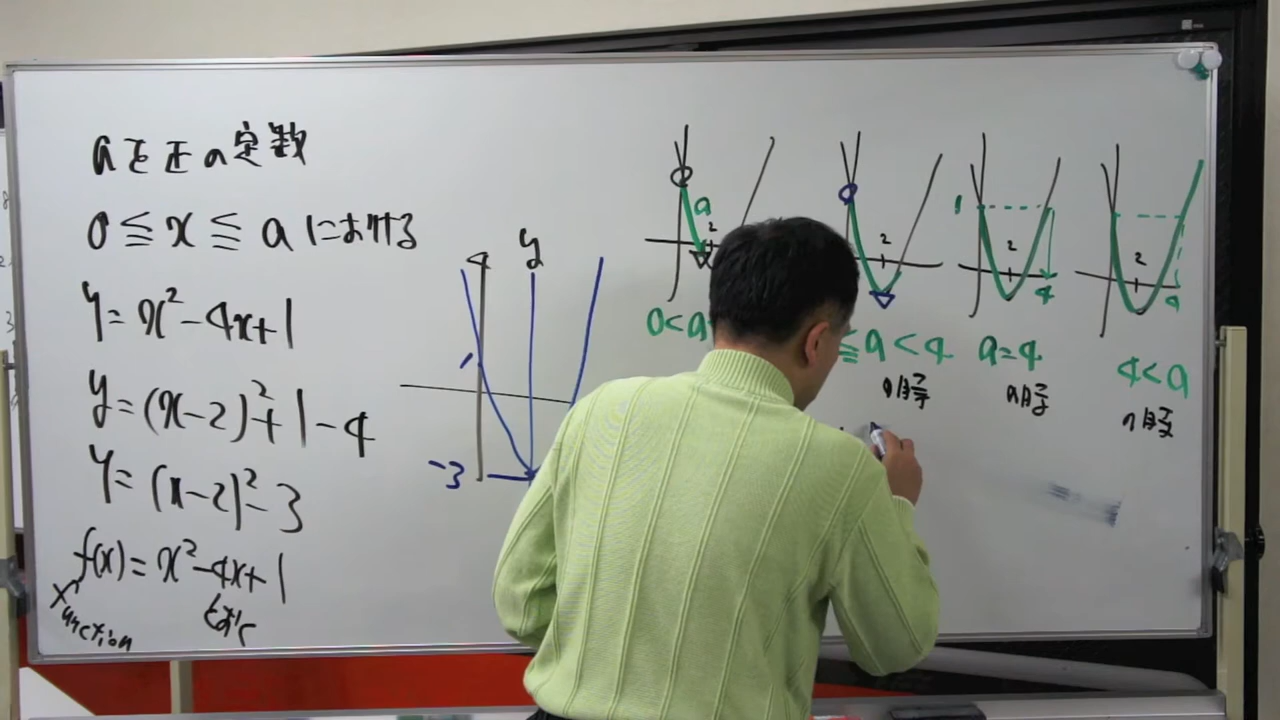 aを正の定数
0≦x≦aにおける
y=x²-4x+1
y=(x-2)²+1-4
y=(x-2)²-3
f(x)=x²-4x+1
とおく
function
y
1
-3
a
2
0<a
2
≦a<4
の時
1
2
4
a=4
の時
2
a
4<a
の時